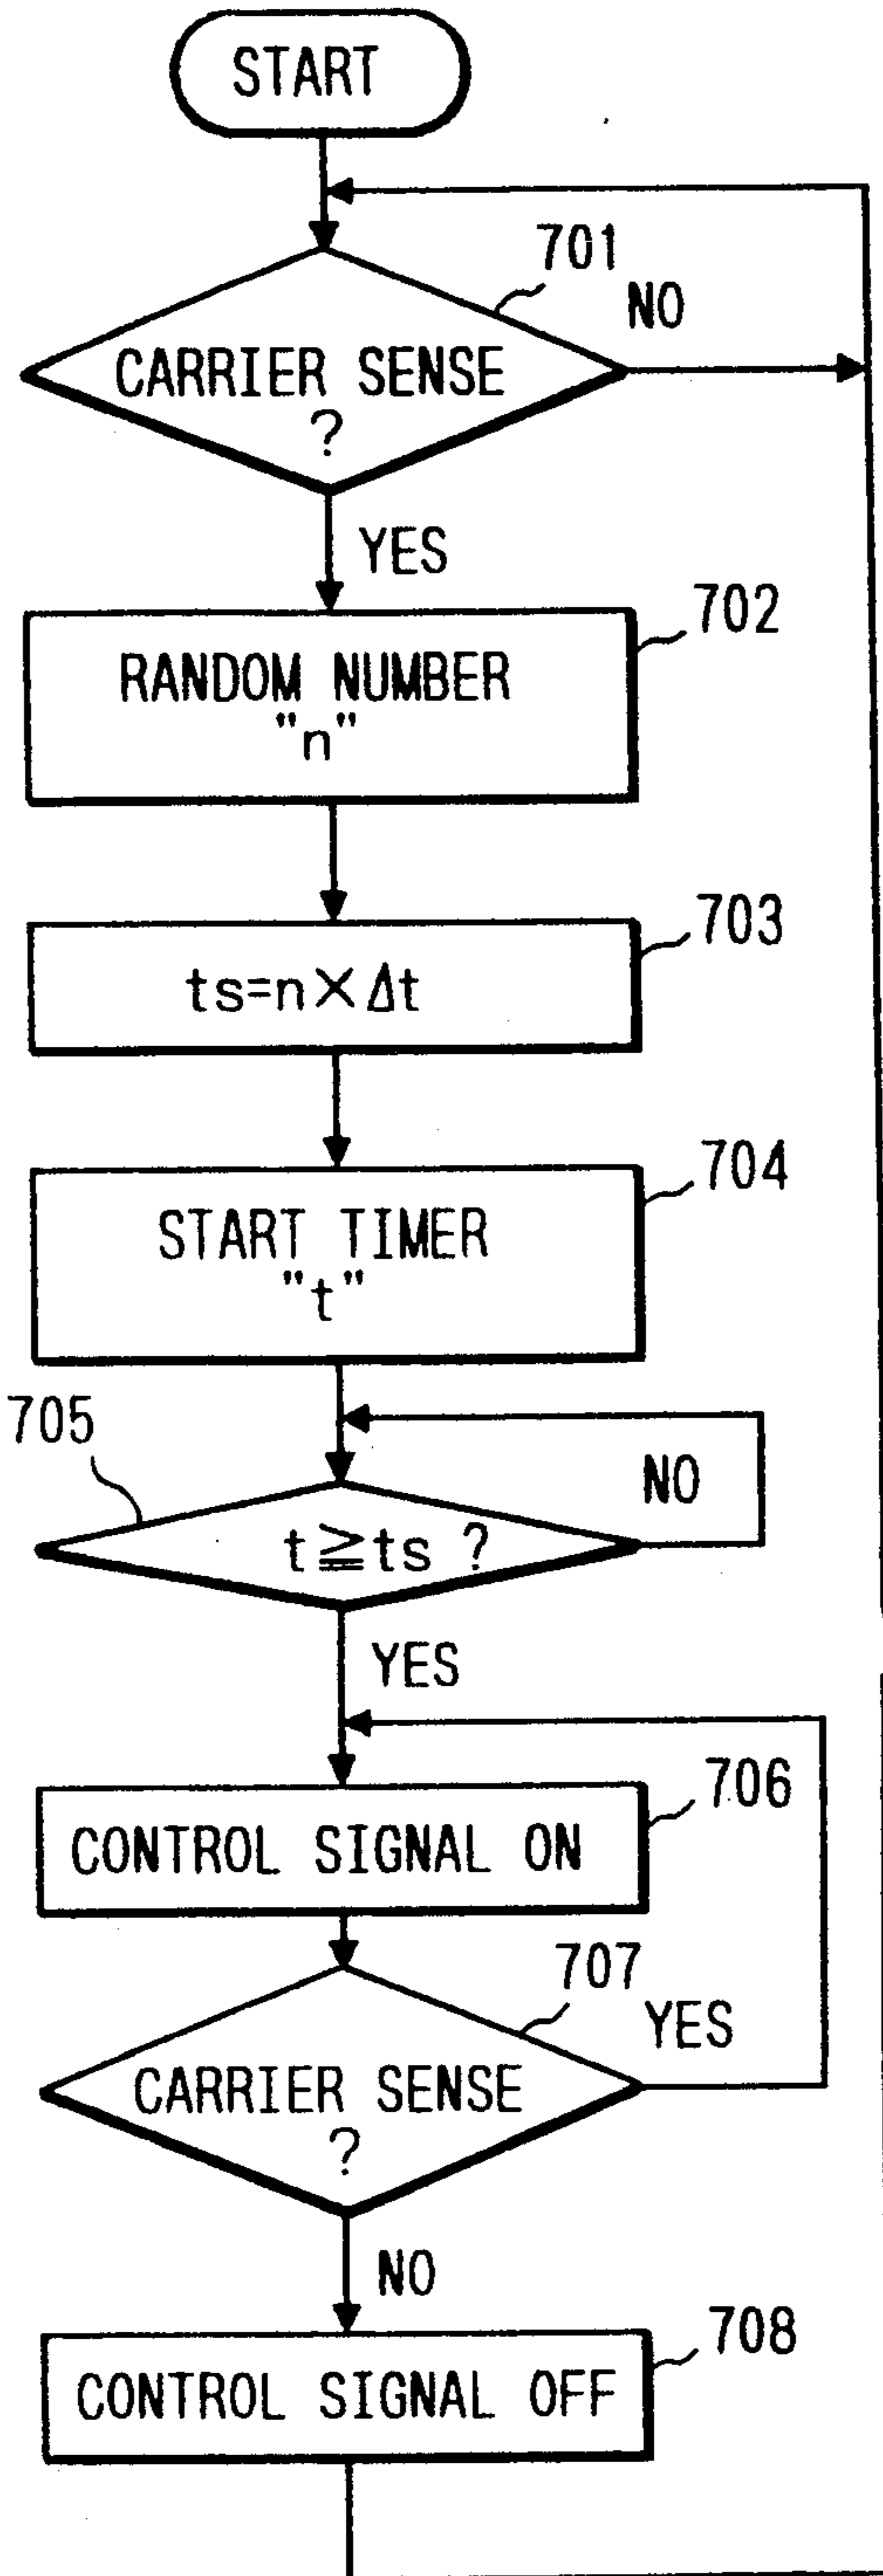 START
701
NO
CARRIER SENSE
?
YES
702
RANDOM NUMBER
"n"
703
ts=n×Δt
704
START TIMER
"t"
705
NO
t≧ts ?
YES
706
CONTROL SIGNAL ON
707
YES
CARRIER SENSE
?
NO
708
CONTROL SIGNAL OFF